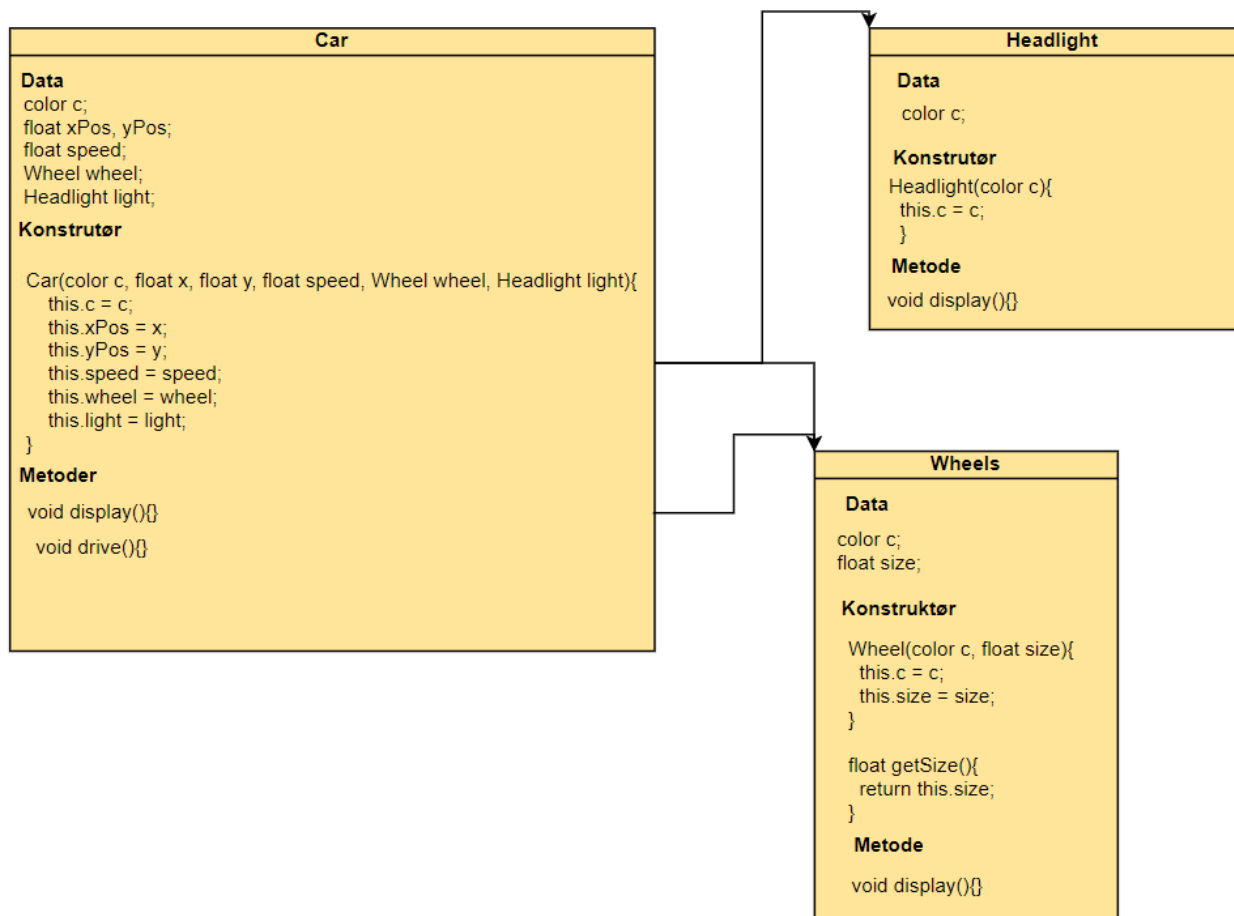 Car
Data
color c;
float xPos, yPos;
float speed;
Wheel wheel;
Headlight light;
Konstrutør
Car(color c, float x, float y, float speed, Wheel wheel, Headlight light){
this.c = c;
this.xPos = x;
this.yPos = y;
this.speed = speed;
this.wheel = wheel;
this.light = light;
}
Metoder
void display(){}
void drive(){}
Headlight
Data
color c;
Konstrutør
Headlight(color c){
this.c = c;
}
Metode
void display(){}
Wheels
Data
color c;
float size;
Konstruktør
Wheel(color c, float size){
this.c = c;
this.size = size;
}
float getSize(){
return this.size;
}
Metode
void display(){}